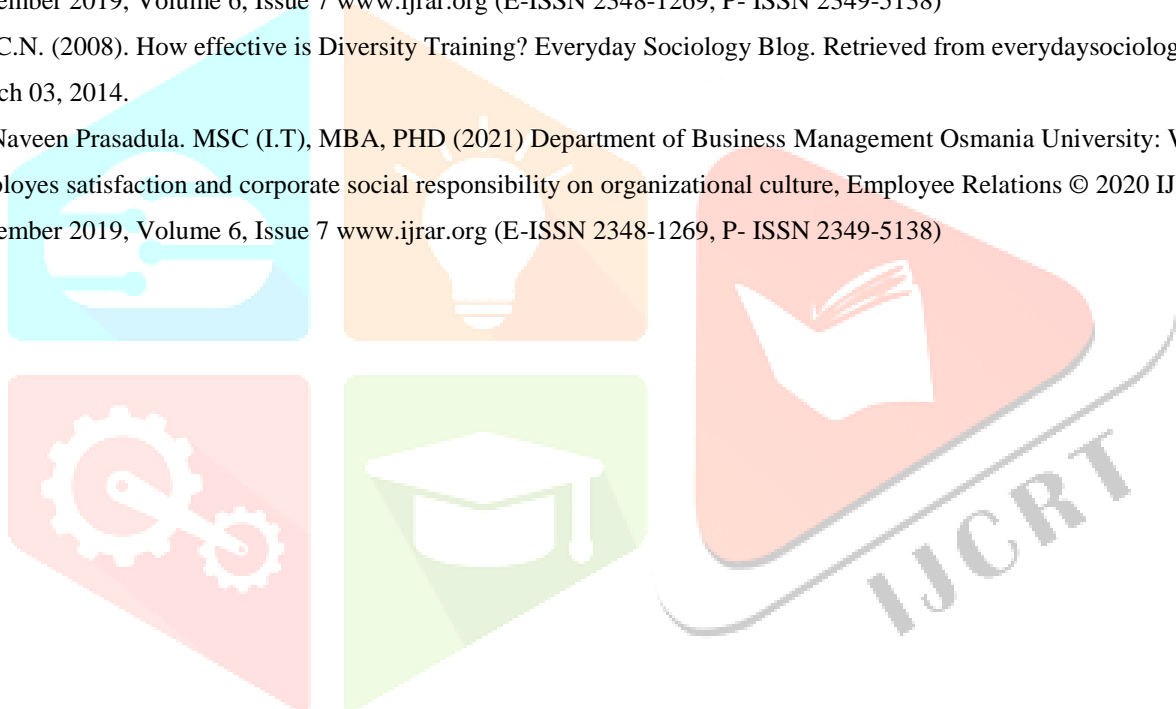 ember 2019, Volume 6, Issue 7 www.ijrar.org (E-ISSN 2348-1269, P- ISSN 2349-5138)
C.N. (2008). How effective is Diversity Training? Everyday Sociology Blog. Retrieved from everydaysociolog
ch 03, 2014.
Naveen Prasadula. MSC (I.T), MBA, PHD (2021) Department of Business Management Osmania University:
ployes satisfaction and corporate social responsibility on organizational culture, Employee Relations © 2020 IJ
ember 2019, Volume 6, Issue 7 www.ijrar.org (E-ISSN 2348-1269, P- ISSN 2349-5138)
IJCRT